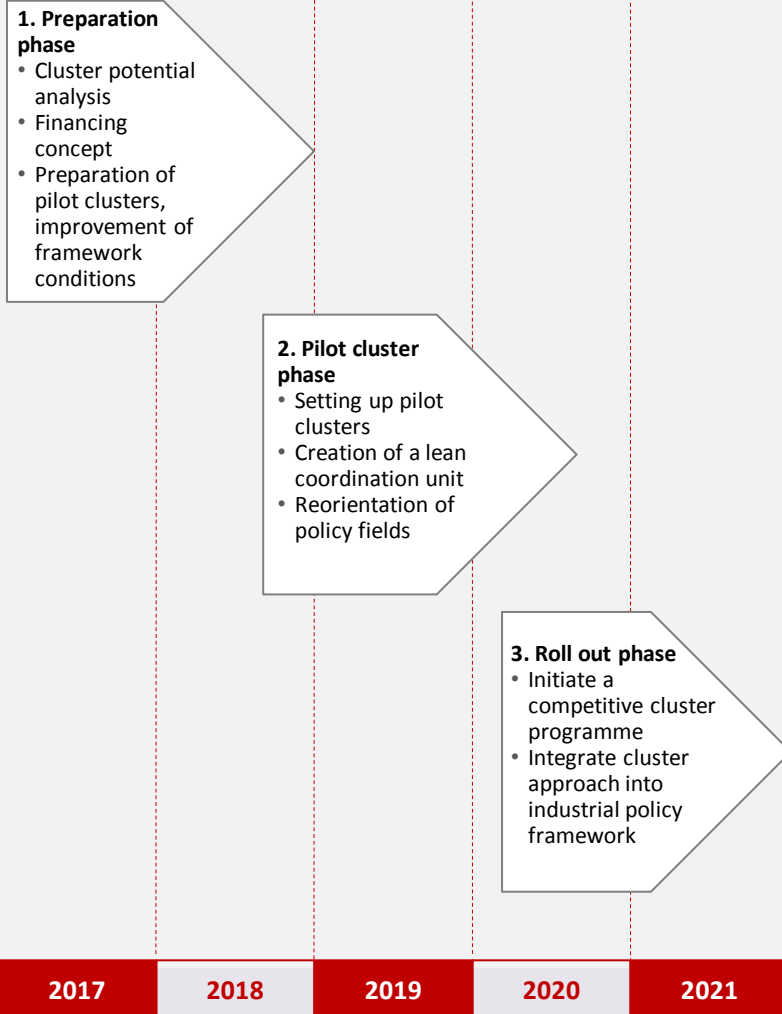 1. Preparation
phase
• Cluster potential
analysis
• Financing
concept
• Preparation of
pilot clusters,
improvement of
framework
conditions
2. Pilot cluster
phase
• Setting up pilot
clusters
• Creation of a lean
coordination unit
• Reorientation of
policy fields
3. Roll out phase
• Initiate a
competitive cluster
programme
• Integrate cluster
approach into
industrial policy
framework
2017 2018 2019 2020 2021